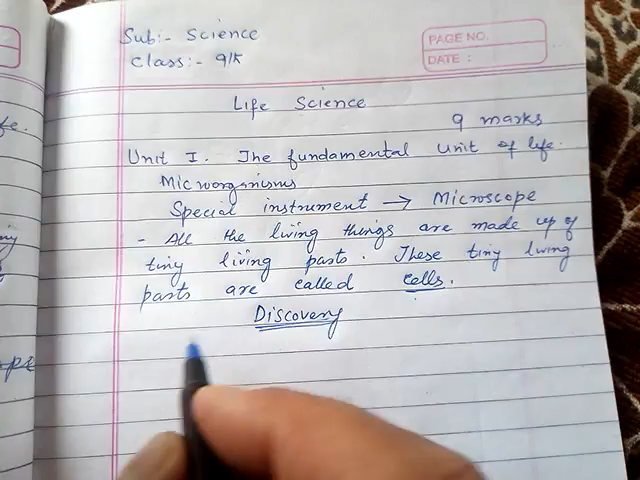 Sub:- Science
Class:- 9th
PAGE NO.
DATE :
Life Science
9 marks
Unit I. The fundamental unit of life.
Microorganisms
Special instrument → Microscope
- All the living things are made up of
tiny living parts. These tiny living
parts are called cells.
Discovery
fe.